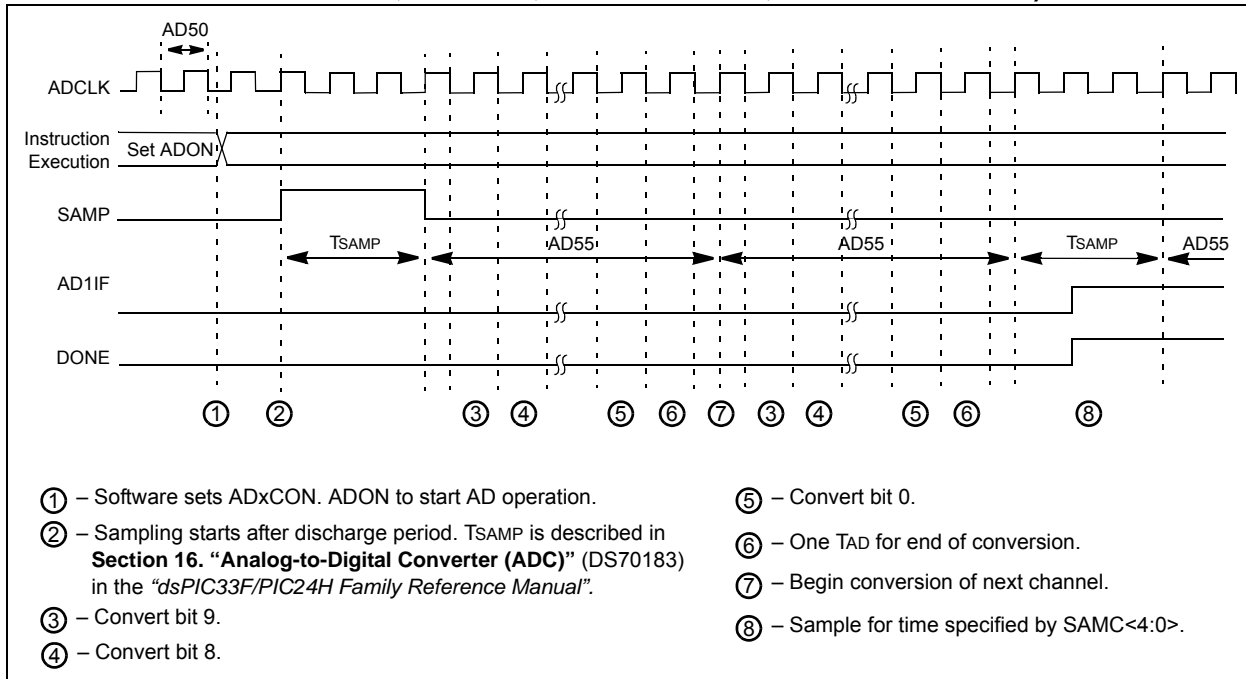 AD50
ADCLK
Instruction
Execution
Set ADON
SAMP
TSAMP
AD55
AD55
TSAMP
AD55
AD1IF
DONE
1 2 3 4 5 6 7 3 4 5 6 8
1 – Software sets ADxCON. ADON to start AD operation.
2 – Sampling starts after discharge period. TSAMP is described in
Section 16. “Analog-to-Digital Converter (ADC)” (DS70183)
in the “dsPIC33F/PIC24H Family Reference Manual”.
3 – Convert bit 9.
4 – Convert bit 8.
5 – Convert bit 0.
6 – One TAD for end of conversion.
7 – Begin conversion of next channel.
8 – Sample for time specified by SAMC<4:0>.